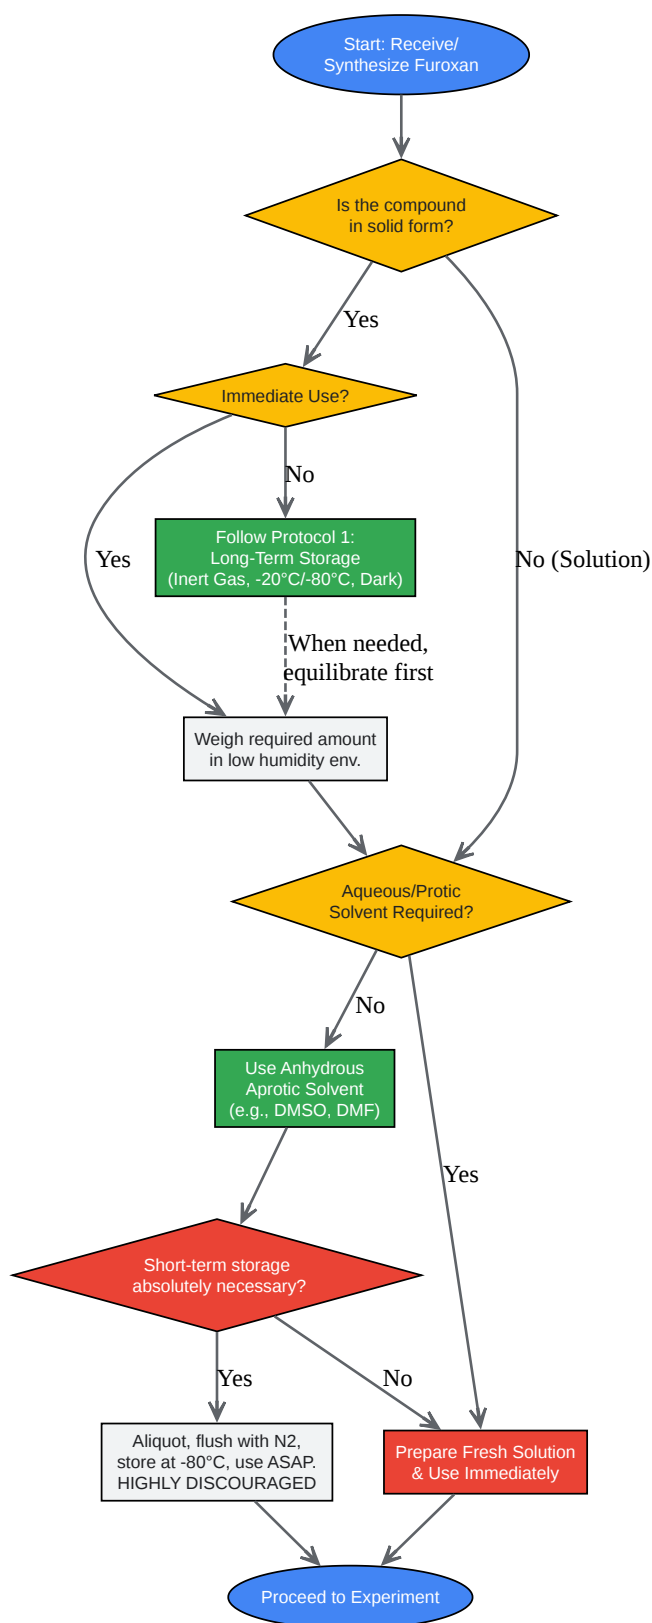 Start: Receive/
Synthesize Furoxan
Is the compound
in solid form?
Yes
Immediate Use?
No
Follow Protocol 1:
Long-Term Storage
(Inert Gas, -20°C/-80°C, Dark)
Yes
No (Solution)
When needed,
equilibrate first
Weigh required amount
in low humidity env.
Aqueous/Protic
Solvent Required?
No
Use Anhydrous
Aprotic Solvent
(e.g., DMSO, DMF)
Yes
Short-term storage
absolutely necessary?
Yes
No
Aliquot, flush with N2,
store at -80°C, use ASAP.
HIGHLY DISCOURAGED
Prepare Fresh Solution
& Use Immediately
Proceed to Experiment